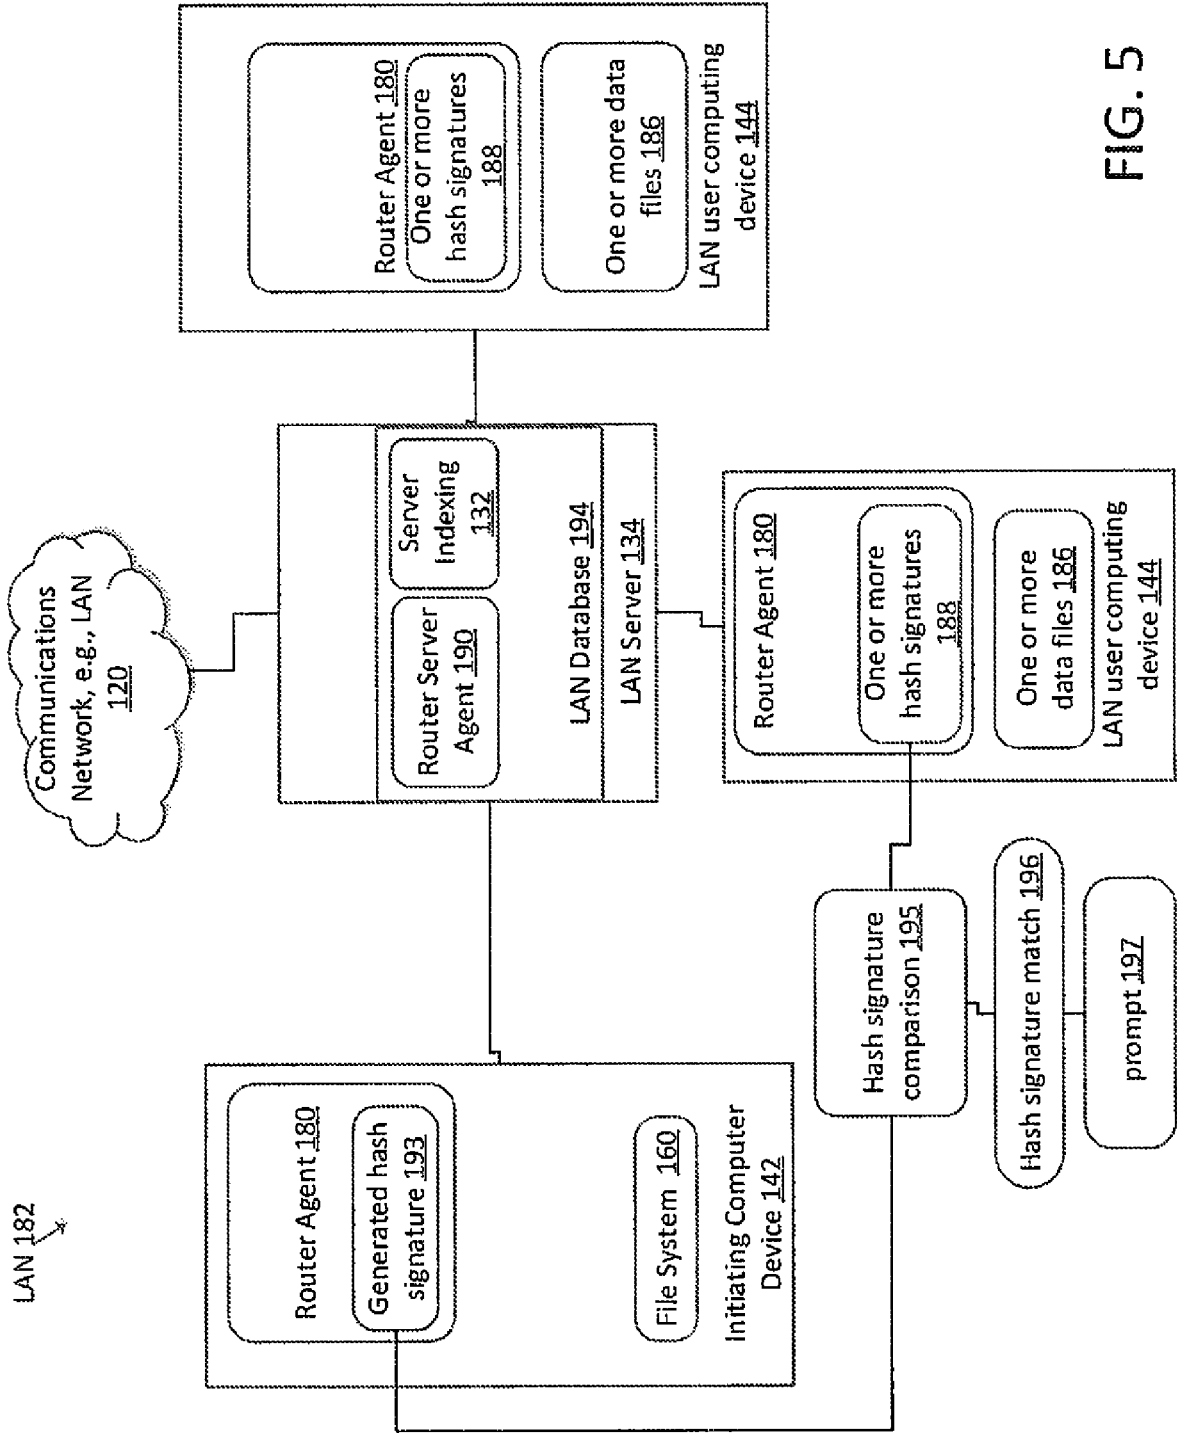 LAN 182
Communications
Network, e.g., LAN
120
Router Agent 180
Generated hash
signature 193
File System 160
Initiating Computer
Device 142
Router Server
Agent 190
Server
Indexing
132
LAN Database 194
LAN Server 134
Router Agent 180
One or more
hash signatures
188
One or more data
files 186
LAN user computing
device 144
Router Agent 180
One or more
hash signatures
188
One or more
data files 186
LAN user computing
device 144
Hash signature
comparison 195
Hash signature match 196
prompt 197
FIG. 5